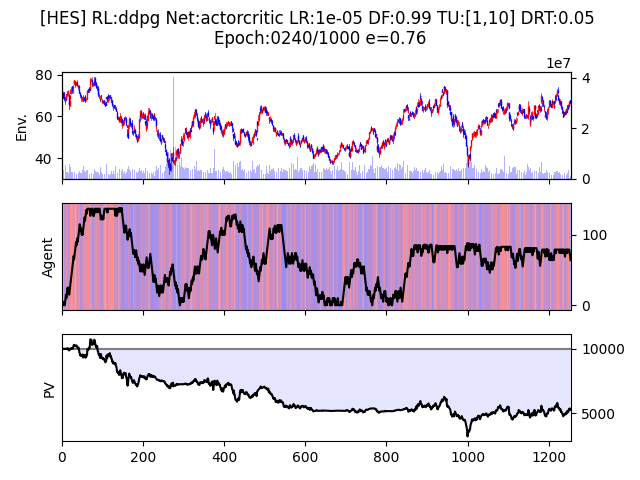 [HES] RL:ddpg Net:actorcritic LR:1e-05 DF:0.99 TU:[1,10] DRT:0.05
Epoch:0240/1000 e=0.76
1e7
80
60
40
Env.
4
2
0
Agent
100
0
PV
10000
5000
0 200 400 600 800 1000 1200